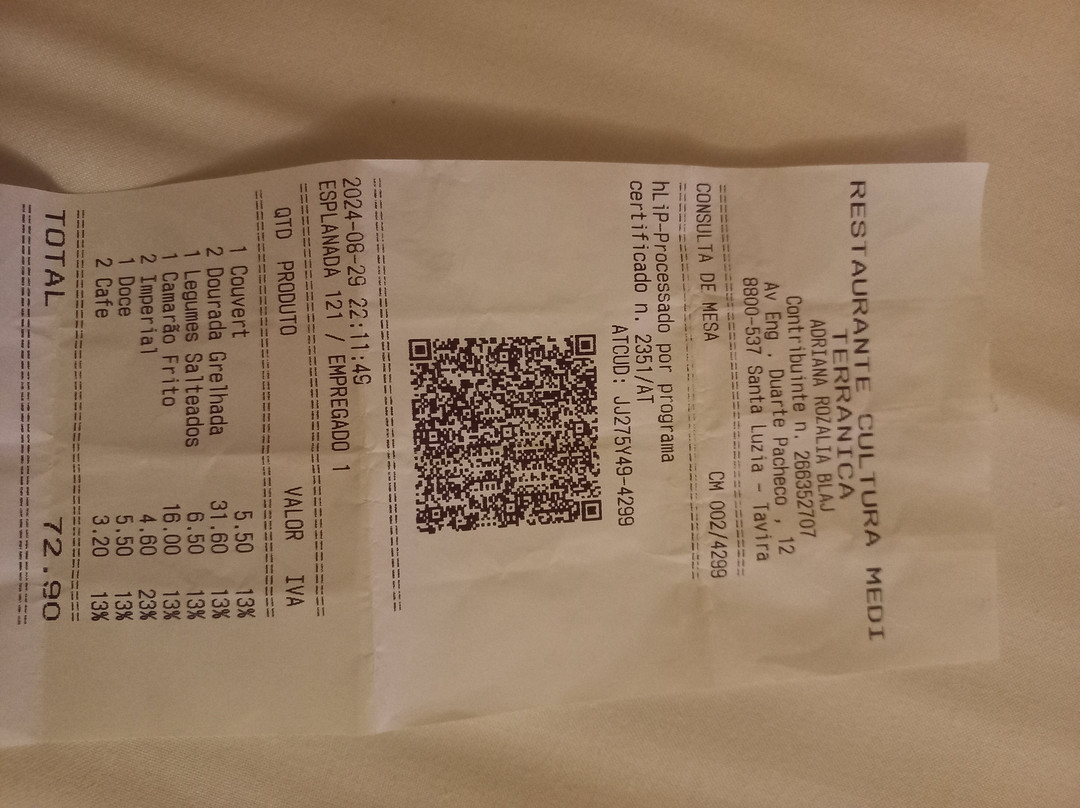 RESTAURANTE CULTURA MEDI
TERRANICA
ADRIANA ROZALIA BLAJ
Contribuinte n. 266352707
Av Eng . Duarte Pacheco , 12
8800-537 Santa Luzia - Tavira
================================
CONSULTA DE MESA CM 002/4299
================================
hLiP-Processado por programa
certificado n. 2351/AT
ATCUD: JJ275Y49-4299
================================
2024-08-29 22:11:49
ESPLANADA 121 / EMPREGADO 1
================================
QTD PRODUTO VALOR IVA
================================
1 Couvert 5.50 13%
2 Dourada Grelhada 31.60 13%
1 Legumes Salteados 6.50 13%
1 Camarão Frito 16.00 13%
2 Imperial 4.60 23%
1 Doce 5.50 13%
2 Cafe 3.20 13%
================================
TOTAL 72.90
================================